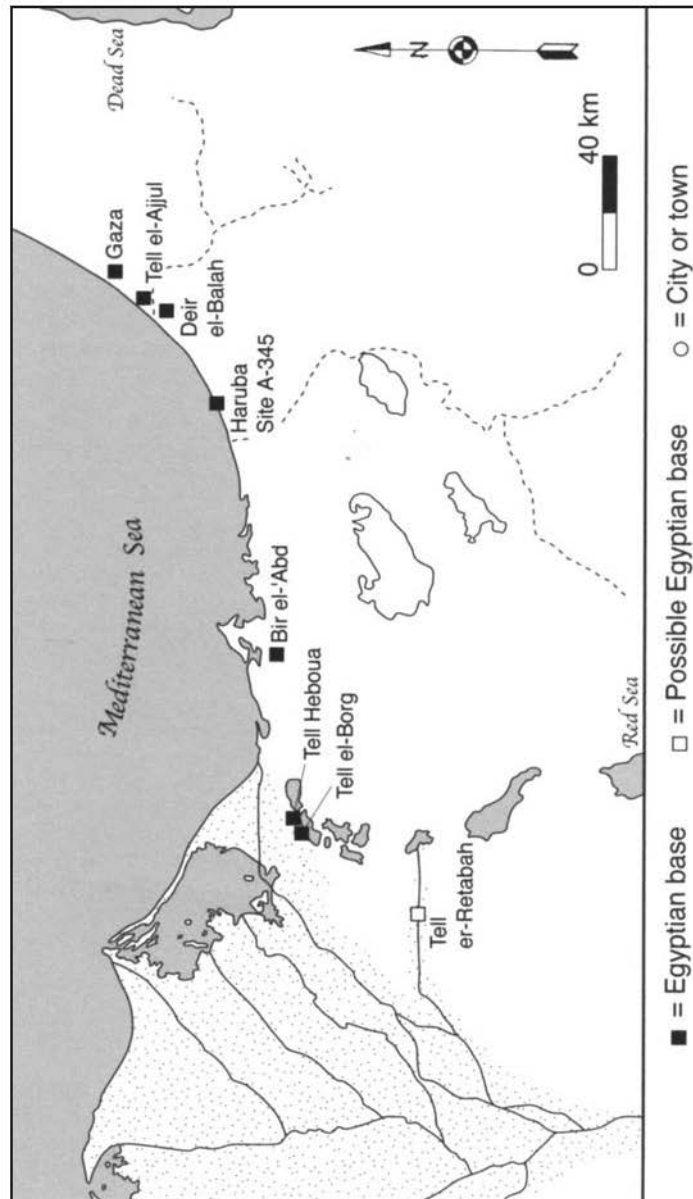 Mediterranean Sea
Dead Sea
Gaza
Tell el-Ajjul
Deir
el-Balah
Haruba
Site A-345
Bir el-'Abd
Tell Heboua
Tell el-Borg
Tell
er-Retabah
Red Sea
N
0 40 km
= Egyptian base
= Possible Egyptian base
= City or town